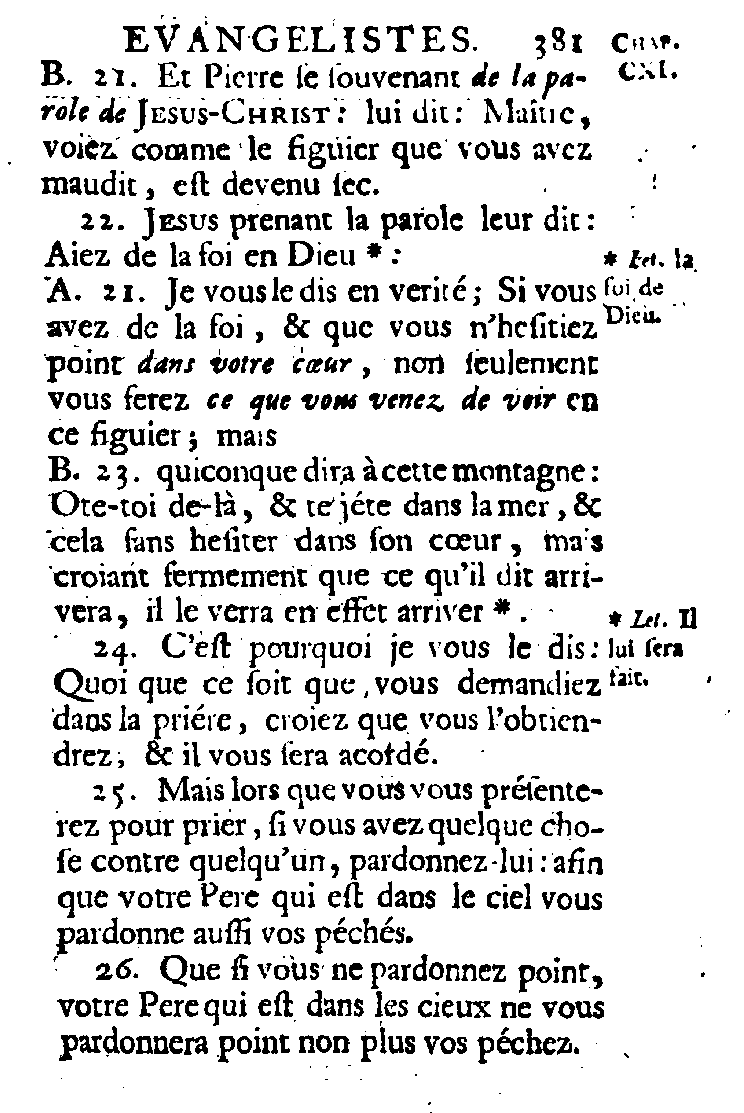 EVANGELISTES. 381 CHAP.
CXI.
B. 21. Et Pierre ſe ſouvenant de la pa-
role de JESUS-CHRIST: lui dit: Maître,
voiez comme le figuier que vous avez
maudit, eſt devenu ſec.
22. JESUS prenant la parole leur dit:
Aiez de la foi en Dieu * :
* Let. la
foi de
Dieu.
A. 21. Je vous le dis en verité; Si vous
avez de la foi, & que vous n'heſitiez
point dans votre cœur, non ſeulement
vous ferez ce que vous venez de voir en
ce figuier; mais
B. 23. quiconque dira à cette montagne:
Ote-toi de-là, & te jéte dans la mer, &
cela ſans heſiter dans ſon cœur, mais
croiant fermement que ce qu'il dit arri-
vera, il le verra en effet arriver *.
* Let. Il
lui ſera
fait.
24. C'eſt pourquoi je vous le dis:
Quoi que ce ſoit que vous demandiez
dans la priére, croiez que vous l'obtien-
drez; & il vous ſera acordé.
25. Mais lors que vous vous préſente-
rez pour prier, ſi vous avez quelque cho-
ſe contre quelqu'un, pardonnez-lui: afin
que votre Pere qui eſt dans le ciel vous
pardonne auſſi vos péchés.
26. Que ſi vous ne pardonnez point,
votre Pere qui eſt dans les cieux ne vous
pardonnera point non plus vos péchez.